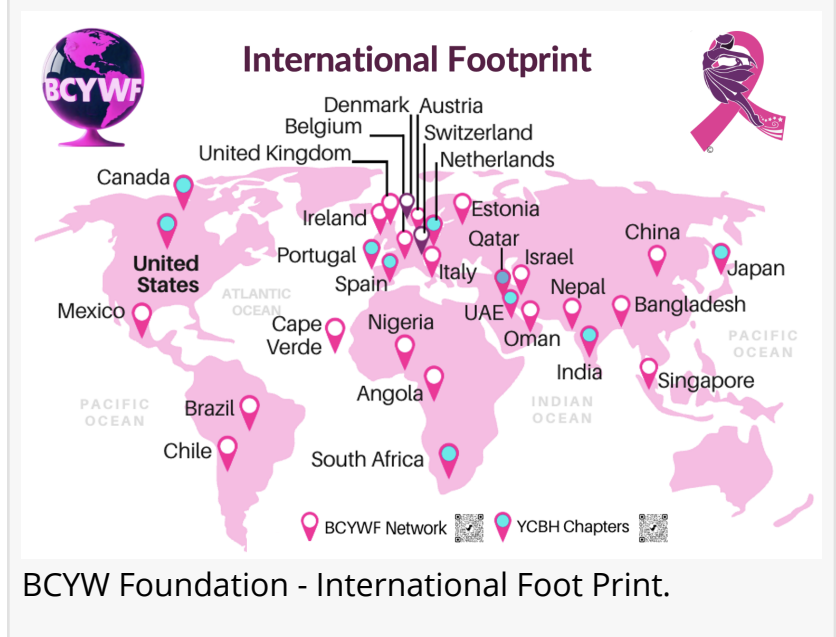 International Footprint
BCYWF
Denmark
Austria
Belgium
Switzerland
United Kingdom
Netherlands
Canada
Ireland
Estonia
Qatar
China
United
States
Portugal
Israel
Spain
Italy
Japan
Nepal
ATLANTIC
OCEAN
Mexico
UAE
Bangladesh
Cape
Verde
Nigeria
Oman
PACIFIC
OCEAN
India
Singapore
Angola
PACIFIC
OCEAN
Brazil
INDIAN
OCEAN
Chile
South Africa
BCYWF Network
YCBH Chapters
©
BCYW Foundation - International Foot Print.